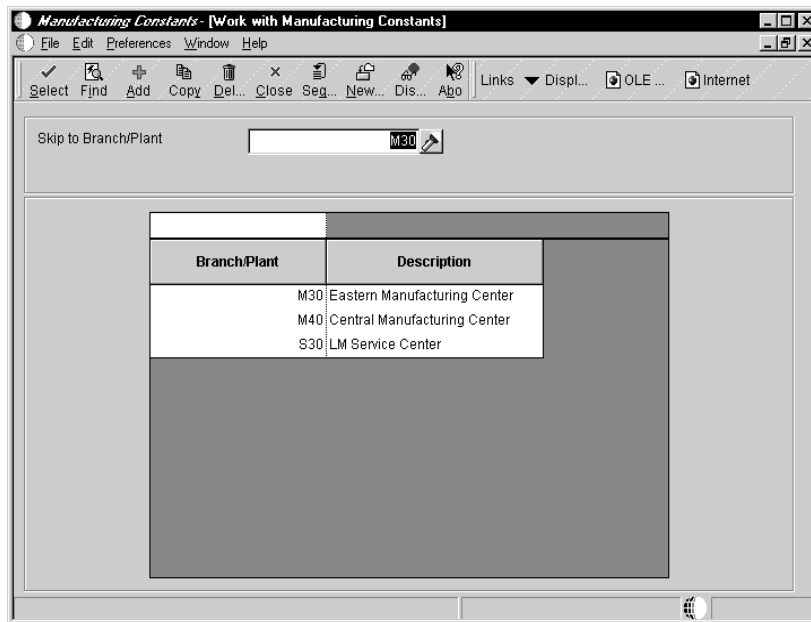 Manufacturing Constants - [Work with Manufacturing Constants]
File Edit Preferences Window Help
Select Find Add Copy Del... Close Seq... New... Dis... Abo Links Displ... OLE ... Internet
Skip to Branch/Plant M30
Branch/Plant Description
M30 Eastern Manufacturing Center
M40 Central Manufacturing Center
S30 LM Service Center